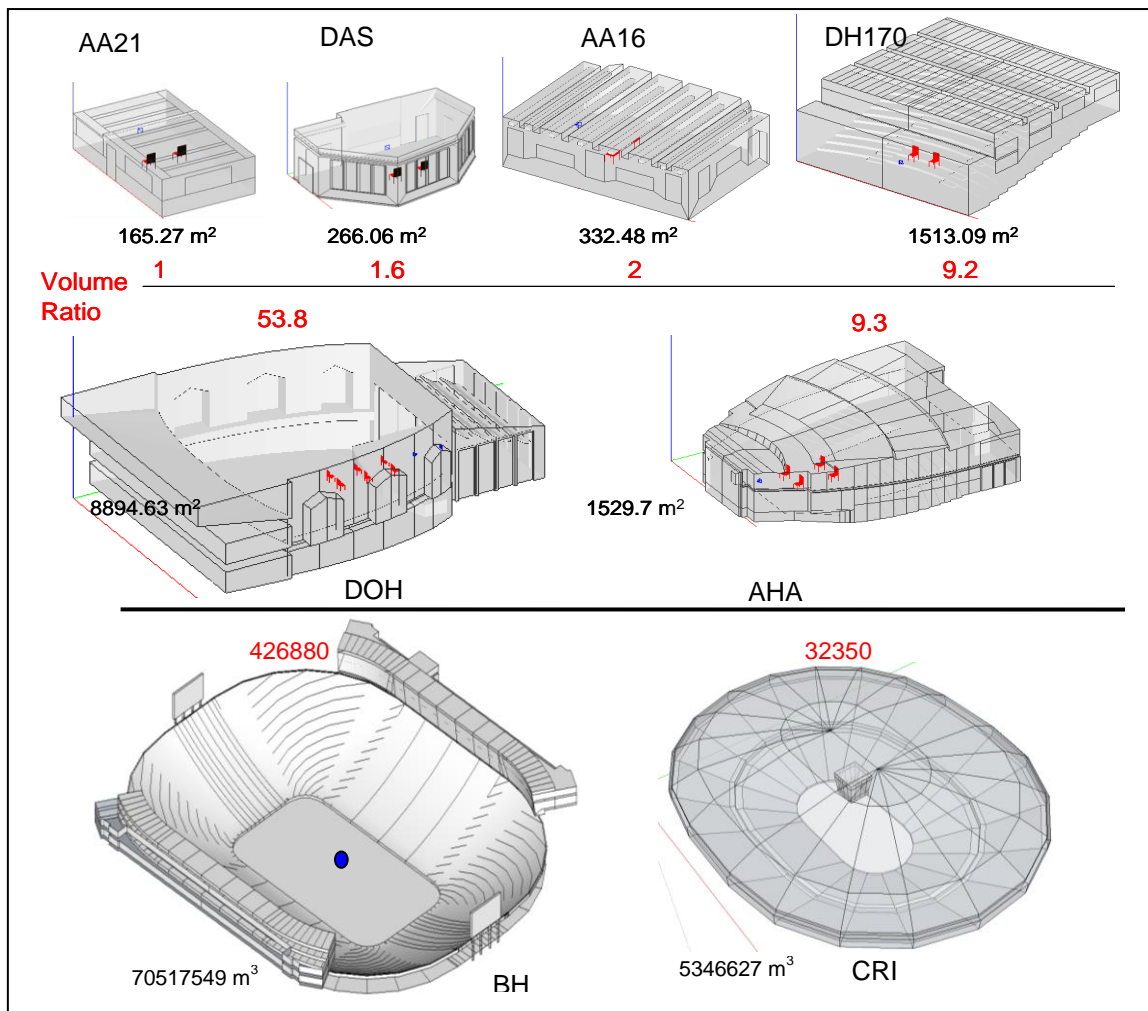 AA21
DAS
AA16
DH170
165.27 m²
266.06 m²
332.48 m²
1513.09 m²
Volume Ratio
1
1.6
2
9.2
53.8
9.3
8894.63 m²
1529.7 m²
DOH
AHA
426880
32350
70517549 m³
BH
5346627 m³
CRI